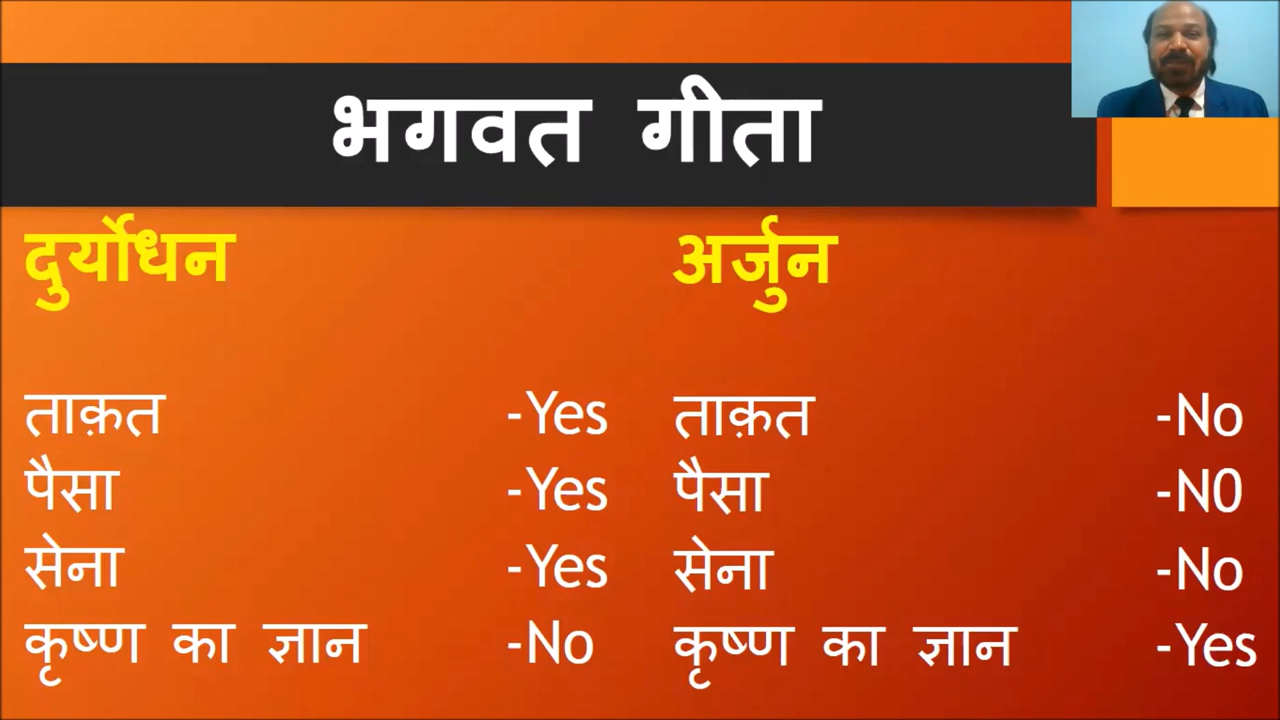 भगवत गीता
दुर्योधन अर्जुन
ताक़त -Yes ताक़त -No
पैसा -Yes पैसा -N0
सेना -Yes सेना -No
कृष्ण का ज्ञान -No कृष्ण का ज्ञान -Yes